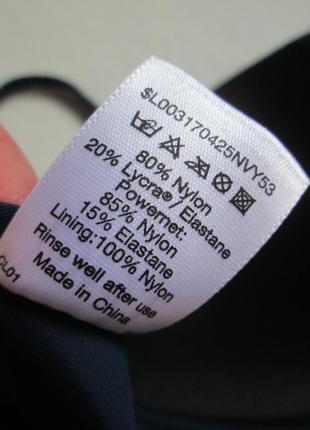 $L003170425NVY53
80% Nylon
20% Lycra® / Elastane
Powernet:
85% Nylon
15% Elastane
Lining:100% Nylon
Rinse well after use
Made in China
CL01